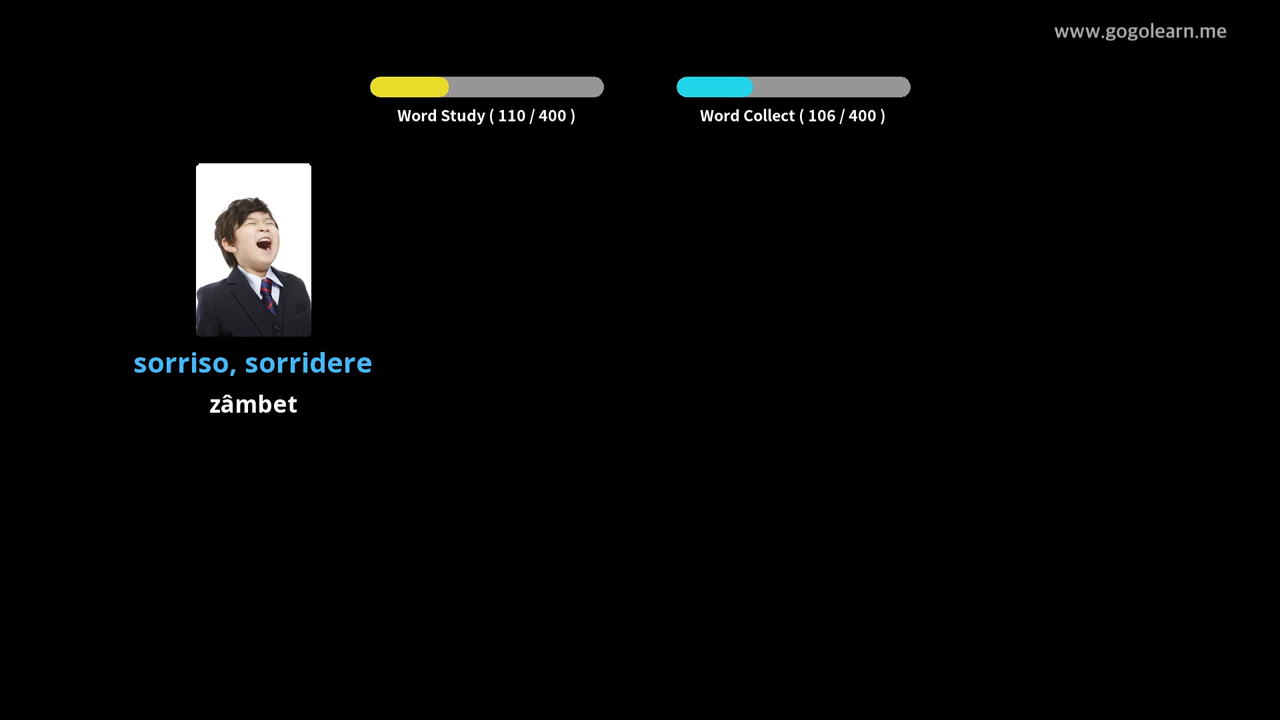 www.gogolearn.me
Word Study ( 110 / 400 )
Word Collect ( 106 / 400 )
sorriso, sorridere
zâmbet